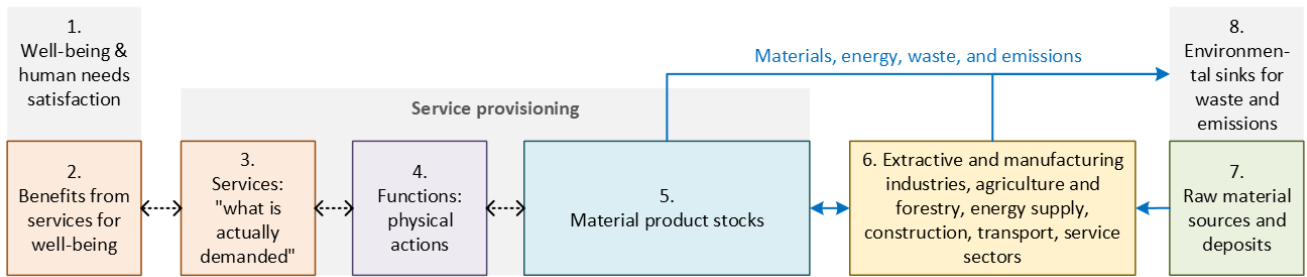 1.
Well-being &
human needs
satisfaction
2.
Benefits from
services for
well-being
Service provisioning
3.
Services:
"what is
actually
demanded"
4.
Functions:
physical
actions
5.
Material product stocks
Materials, energy, waste, and emissions
6. Extractive and manufacturing
industries, agriculture and
forestry, energy supply,
construction, transport, service
sectors
8.
Environmen-
tal sinks for
waste and
emissions
7.
Raw material
sources and
deposits